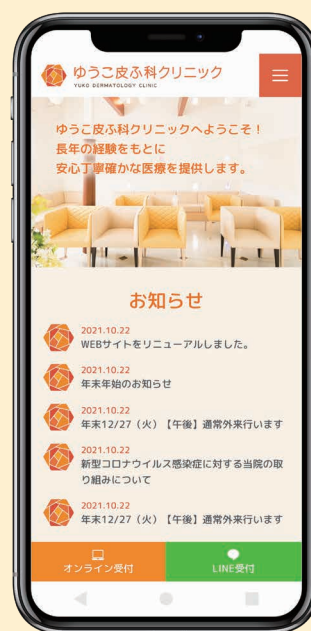 ゆうこ皮ふ科クリニック
YUKO DERMATOLOGY CLINIC
ゆうこ皮ふ科クリニックへようこそ！
長年の経験をもとに
安心丁寧確かな医療を提供します。
お知らせ
2021.10.22
WEBサイトをリニューアルしました。
2021.10.22
年末年始のお知らせ
2021.10.22
年末12/27（火）【午後】通常外来行います
2021.10.22
新型コロナウイルス感染症に対する当院の取
り組みについて
2021.10.22
年末12/27（火）【午後】通常外来行います
オンライン受付
LINE受付